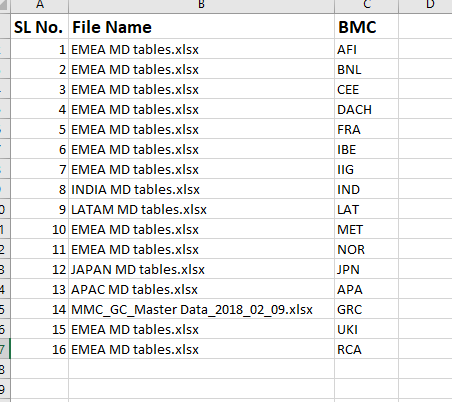 A B C D
SL No. File Name BMC
1 EMEA MD tables.xlsx AFI
2 EMEA MD tables.xlsx BNL
3 EMEA MD tables.xlsx CEE
4 EMEA MD tables.xlsx DACH
5 EMEA MD tables.xlsx FRA
6 EMEA MD tables.xlsx IBE
7 EMEA MD tables.xlsx IIG
8 INDIA MD tables.xlsx IND
9 LATAM MD tables.xlsx LAT
10 EMEA MD tables.xlsx MET
11 EMEA MD tables.xlsx NOR
12 JAPAN MD tables.xlsx JPN
13 APAC MD tables.xlsx APA
14 MMC_GC_Master Data_2018_02_09.xlsx GRC
15 EMEA MD tables.xlsx UKI
16 EMEA MD tables.xlsx RCA